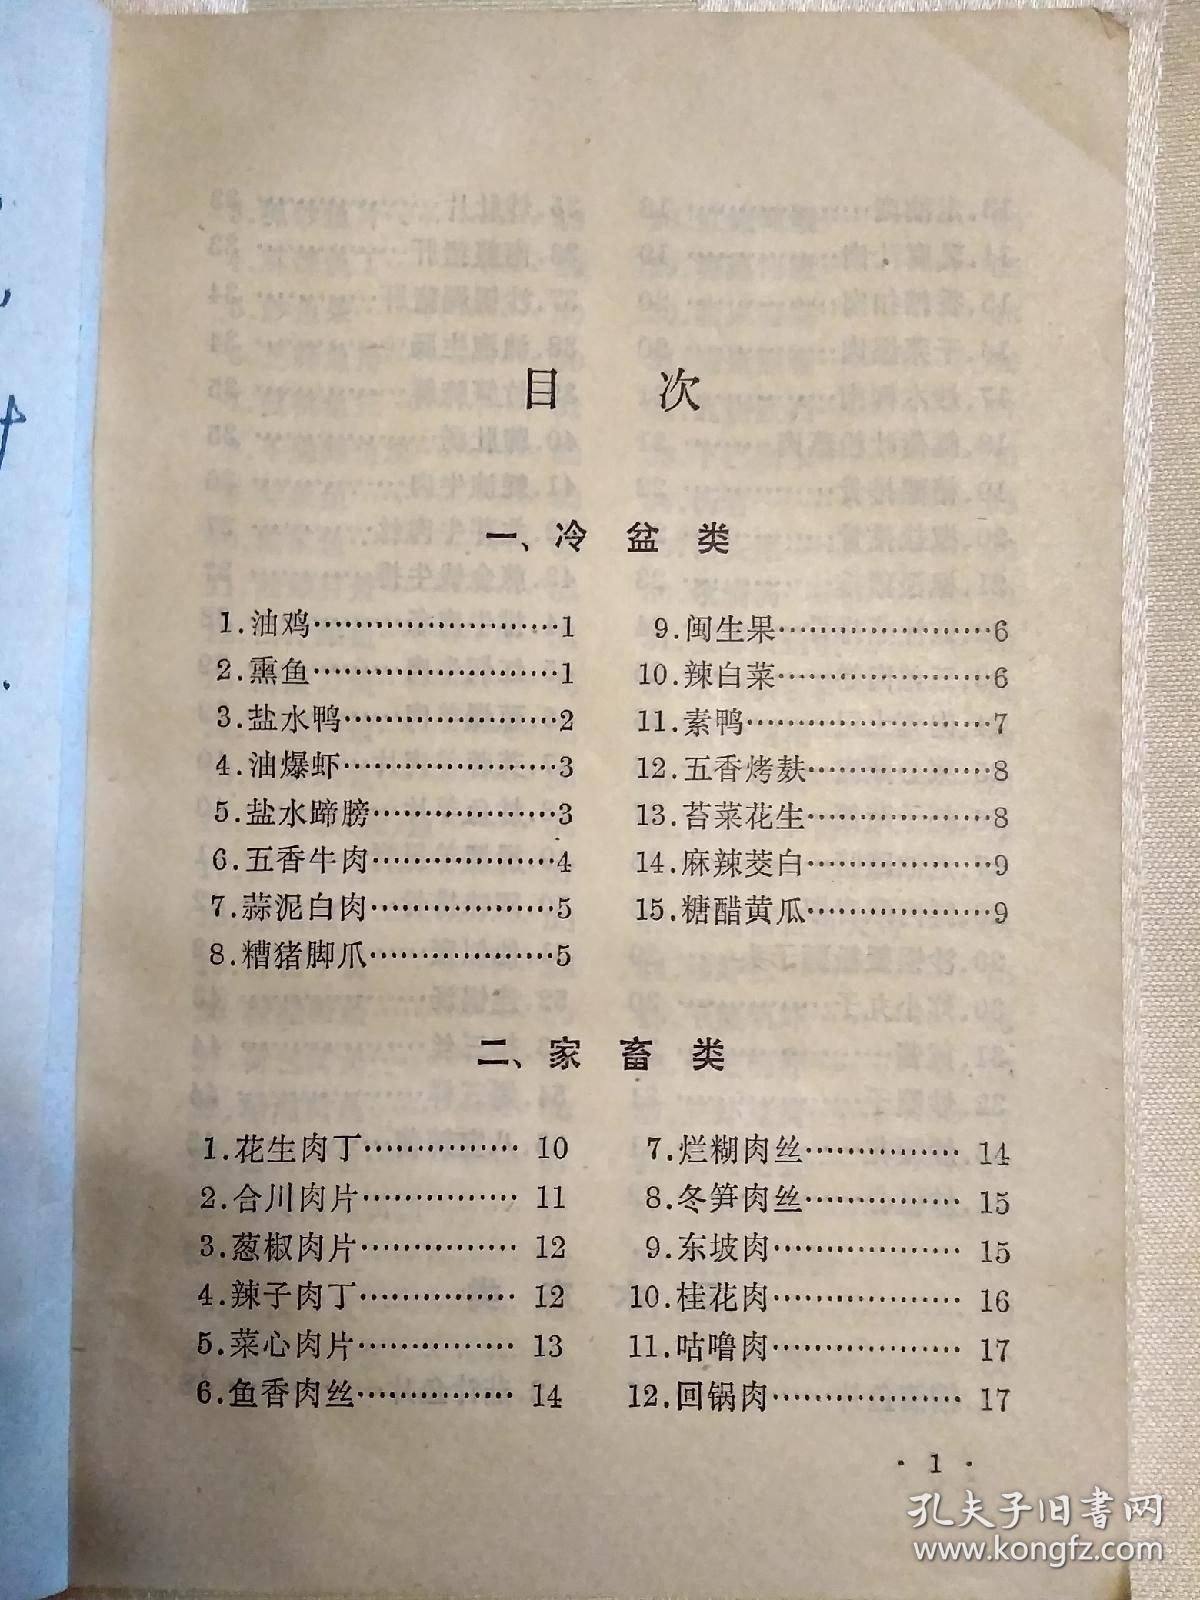 目 次
一、冷 盆 类
1.油鸡……………………1
2.熏鱼……………………1
3.盐水鸭…………………2
4.油爆虾…………………3
5.盐水蹄膀………………3
6.五香牛肉………………4
7.蒜泥白肉………………5
8.糟猪脚爪………………5
9.闽生果…………………6
10.辣白菜…………………6
11.素鸭……………………7
12.五香烤麸………………8
13.苔菜花生………………8
14.麻辣茭白………………9
15.糖醋黄瓜………………9
二、家 畜 类
1.花生肉丁…………… 10
2.合川肉片…………… 11
3.葱椒肉片…………… 12
4.辣子肉丁…………… 12
5.菜心肉片…………… 13
6.鱼香肉丝…………… 14
7.烂糊肉丝…………… 14
8.冬笋肉丝…………… 15
9.东坡肉……………… 15
10.桂花肉……………… 16
11.咕噜肉……………… 17
12.回锅肉……………… 17
· 1 ·
孔夫子旧书网
www.kongfz.com